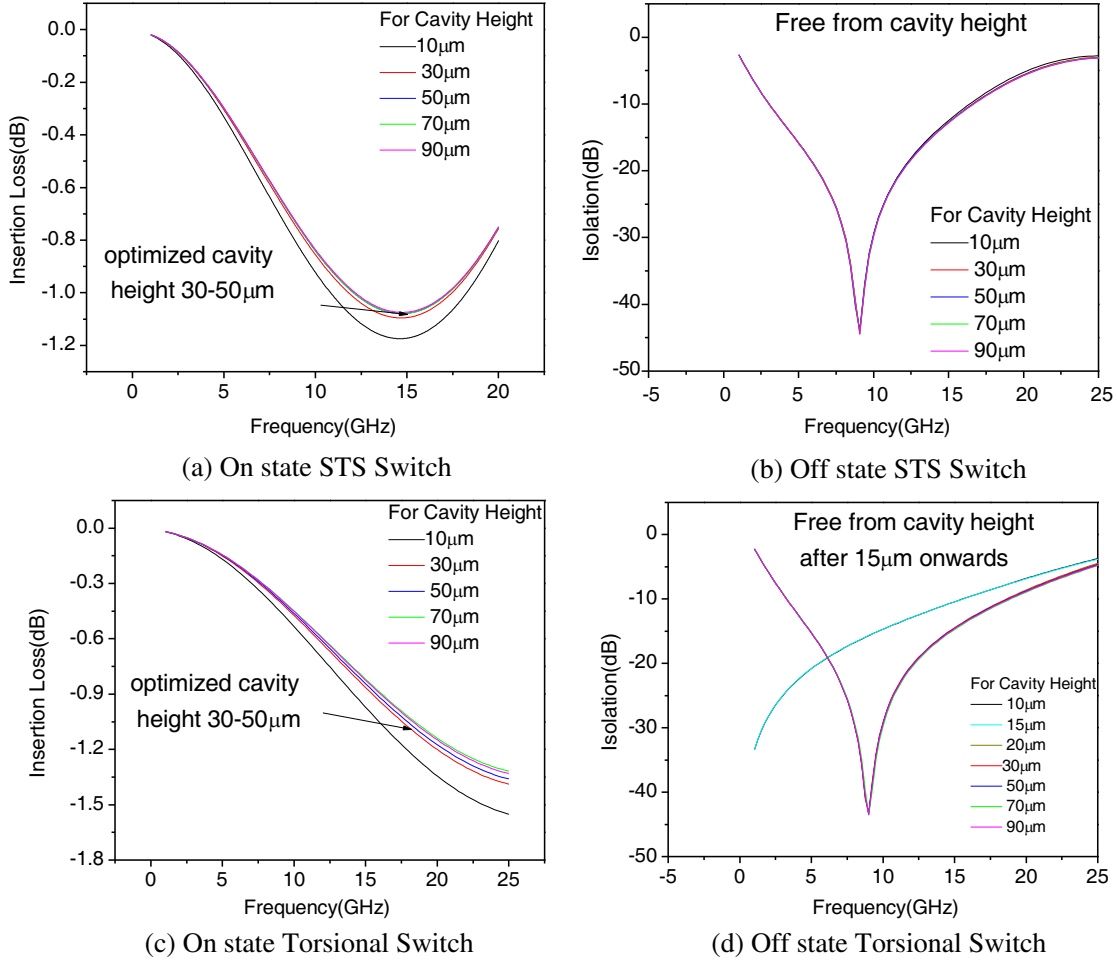 For Cavity Height
10μm
30μm
50μm
70μm
90μm
optimized cavity
height 30-50μm
0.0
-0.2
-0.4
-0.6
-0.8
-1.0
-1.2
Insertion Loss(dB)
0
5
10
15
20
Frequency(GHz)
(a) On state STS Switch
Free from cavity height
For Cavity Height
10μm
30μm
50μm
70μm
90μm
0
-10
-20
-30
-40
-50
Isolation(dB)
-5
0
5
10
15
20
25
Frequency(GHz)
(b) Off state STS Switch
For Cavity Height
10μm
30μm
50μm
70μm
90μm
optimized cavity
height 30-50μm
0.0
-0.3
-0.6
-0.9
-1.2
-1.5
-1.8
Insertion Loss(dB)
0
5
10
15
20
25
Frequency(GHz)
(c) On state Torsional Switch
Free from cavity height
after 15μm onwards
For Cavity Height
10μm
15μm
20μm
30μm
50μm
70μm
90μm
0
-10
-20
-30
-40
-50
Isolation(dB)
-5
0
5
10
15
20
25
Frequency(GHz)
(d) Off state Torsional Switch